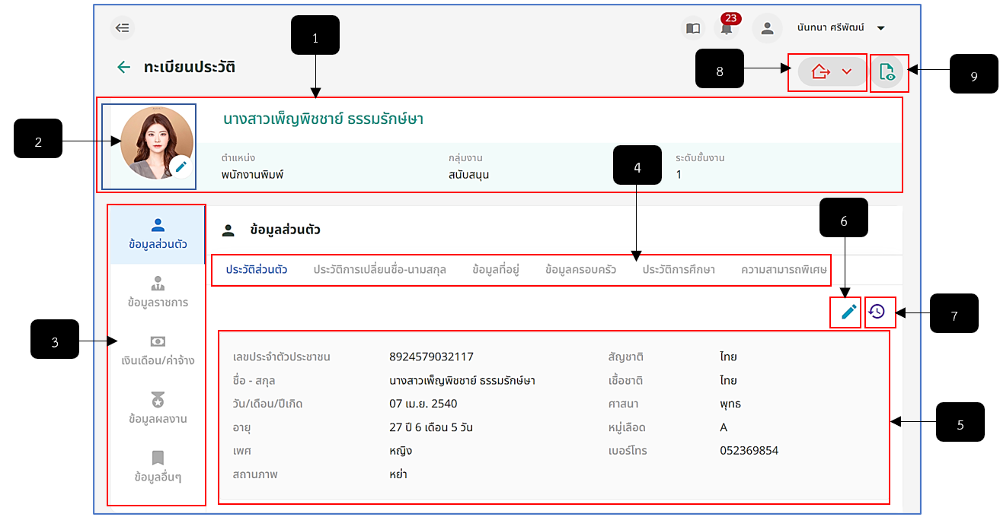 1
23
นันทนา ศรีพัฒน์
ทะเบียนประวัติ
8
9
2
นางสาวเพ็ญพิชชาย์ ธรรมรักษ์ษา
ตำแหน่ง กลุ่มงาน ระดับชั้นงาน
พนักงานพิมพ์ สนับสนุน 1
4
6
7
3
5
ข้อมูลส่วนตัว
ข้อมูลราชการ
เงินเดือน/ค่าจ้าง
ข้อมูลผลงาน
ข้อมูลอื่นๆ
ข้อมูลส่วนตัว
ประวัติส่วนตัว ประวัติการเปลี่ยนชื่อ-นามสกุล ข้อมูลที่อยู่ ข้อมูลครอบครัว ประวัติการศึกษา ความสามารถพิเศษ
เลขประจำตัวประชาชน 8924579032117 สัญชาติ ไทย
ชื่อ - สกุล นางสาวเพ็ญพิชชาย์ ธรรมรักษ์ษา เชื้อชาติ ไทย
วัน/เดือน/ปีเกิด 07 เม.ย. 2540 ศาสนา พุทธ
อายุ 27 ปี 6 เดือน 5 วัน หมู่เลือด A
เพศ หญิง เบอร์โทร 052369854
สถานภาพ หย่า